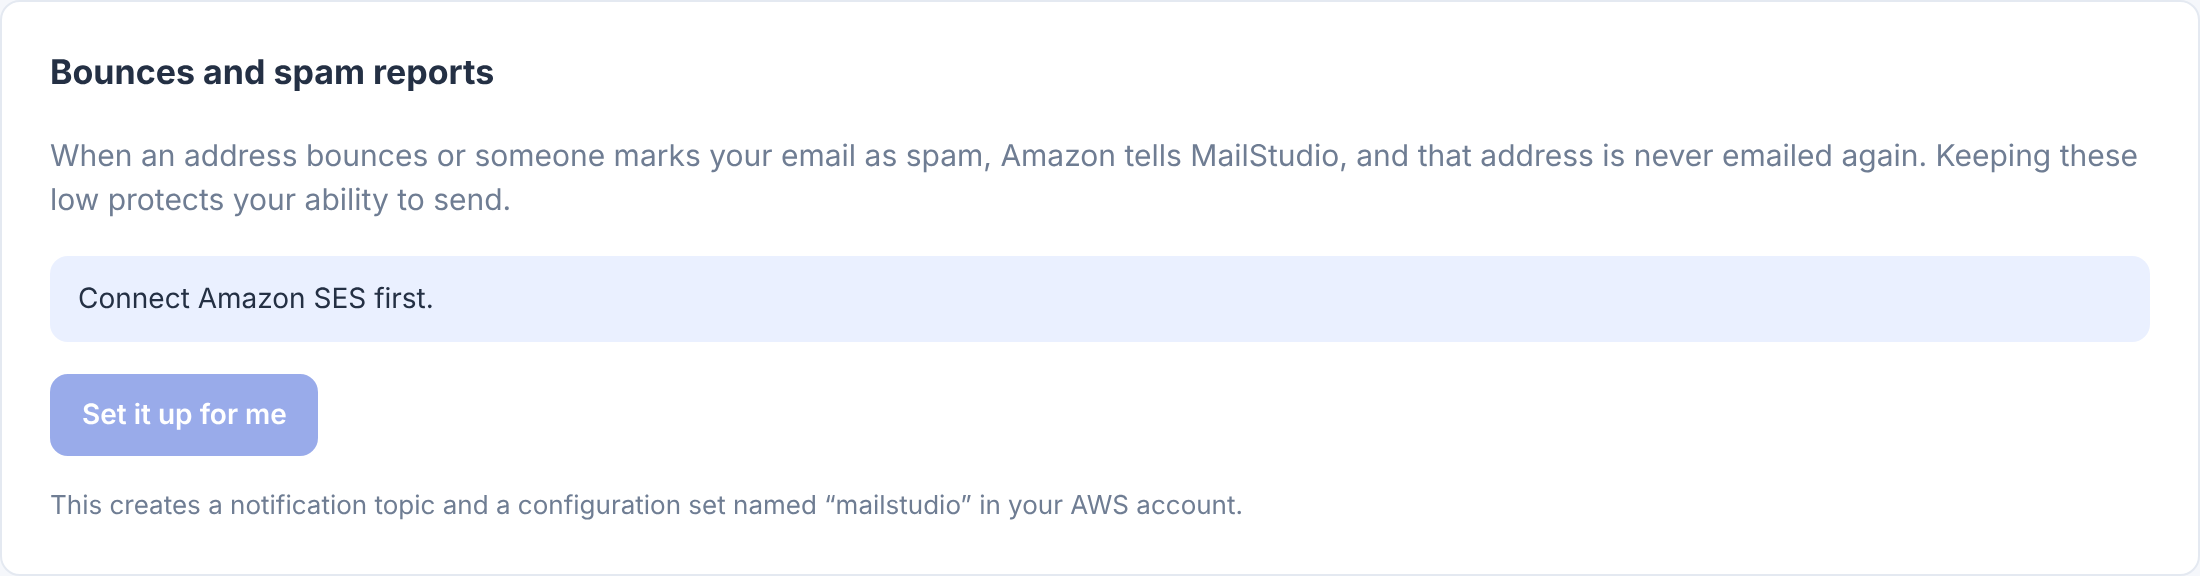 Bounces and spam reports
When an address bounces or someone marks your email as spam, Amazon tells MailStudio, and that address is never emailed again. Keeping these
low protects your ability to send.
Connect Amazon SES first.
Set it up for me
This creates a notification topic and a configuration set named “mailstudio” in your AWS account.